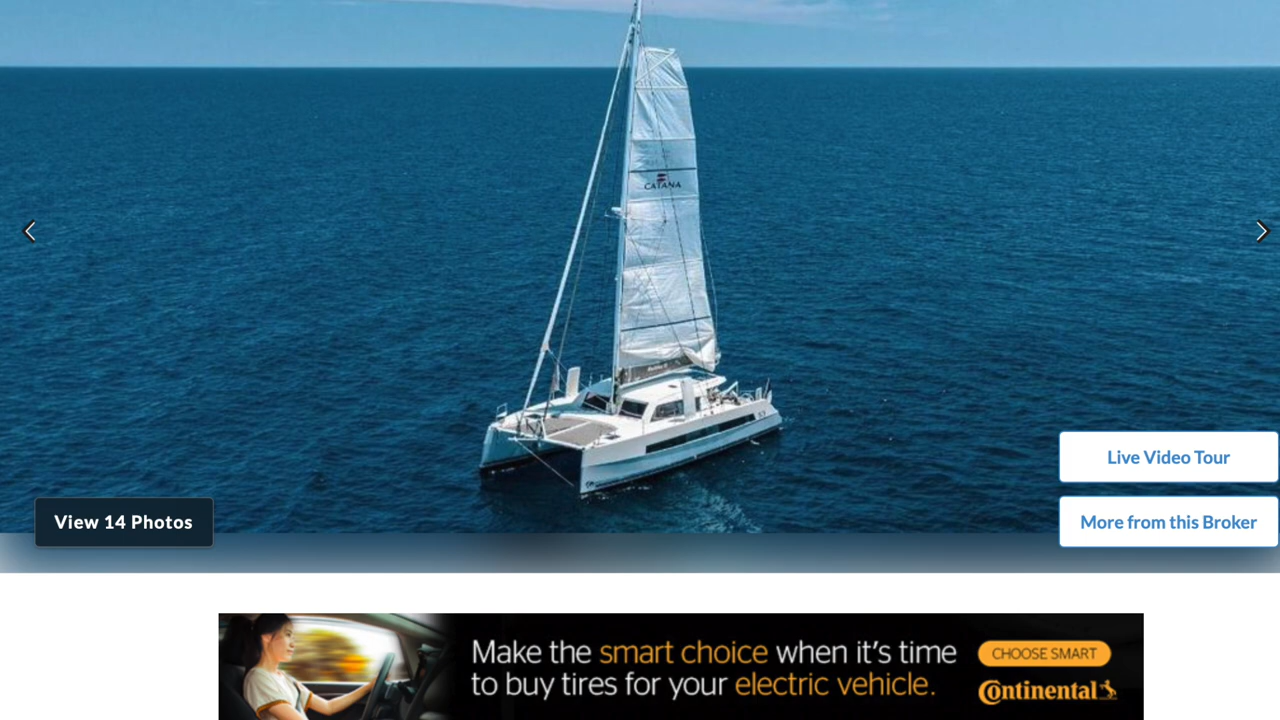 CATANA
Live Video Tour
View 14 Photos
More from this Broker
Make the smart choice when it's time
to buy tires for your electric vehicle.
CHOOSE SMART
Continental